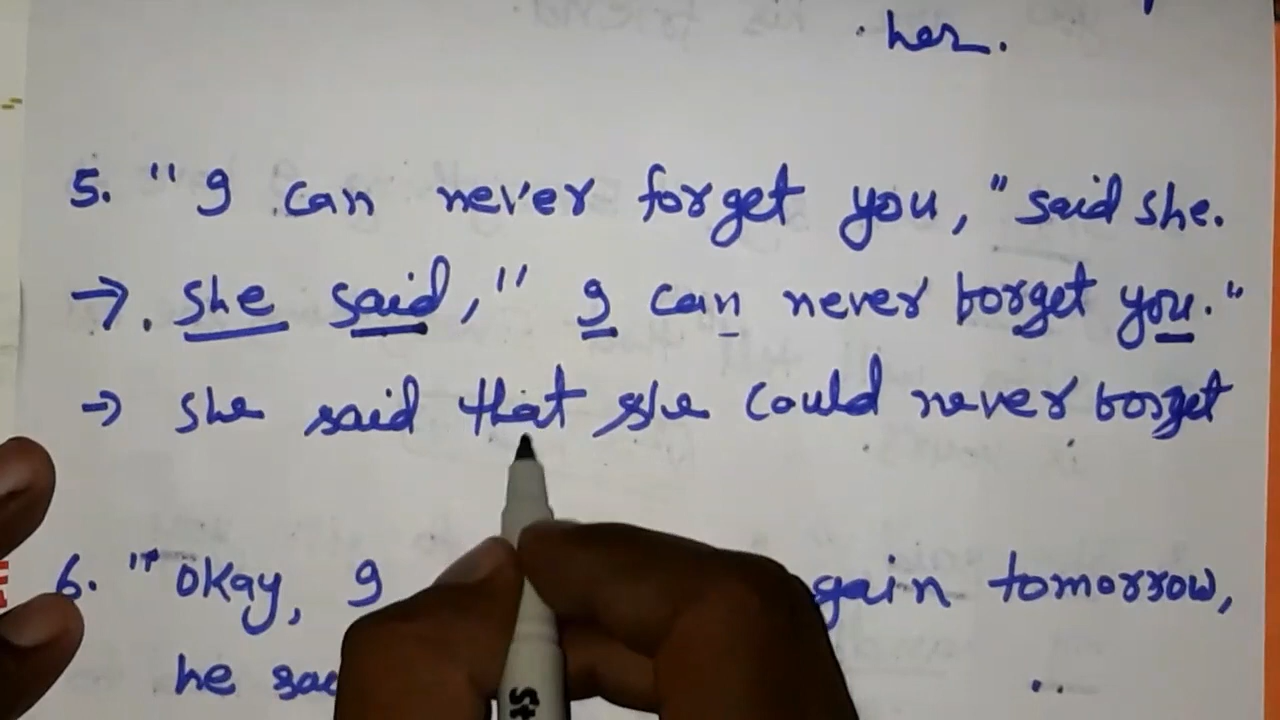 her.
5. "I can never forget you," said she.
→. She said," I can never forget you."
→ She said that she could never forget
6. "Okay, I gain tomorrow,
he sa